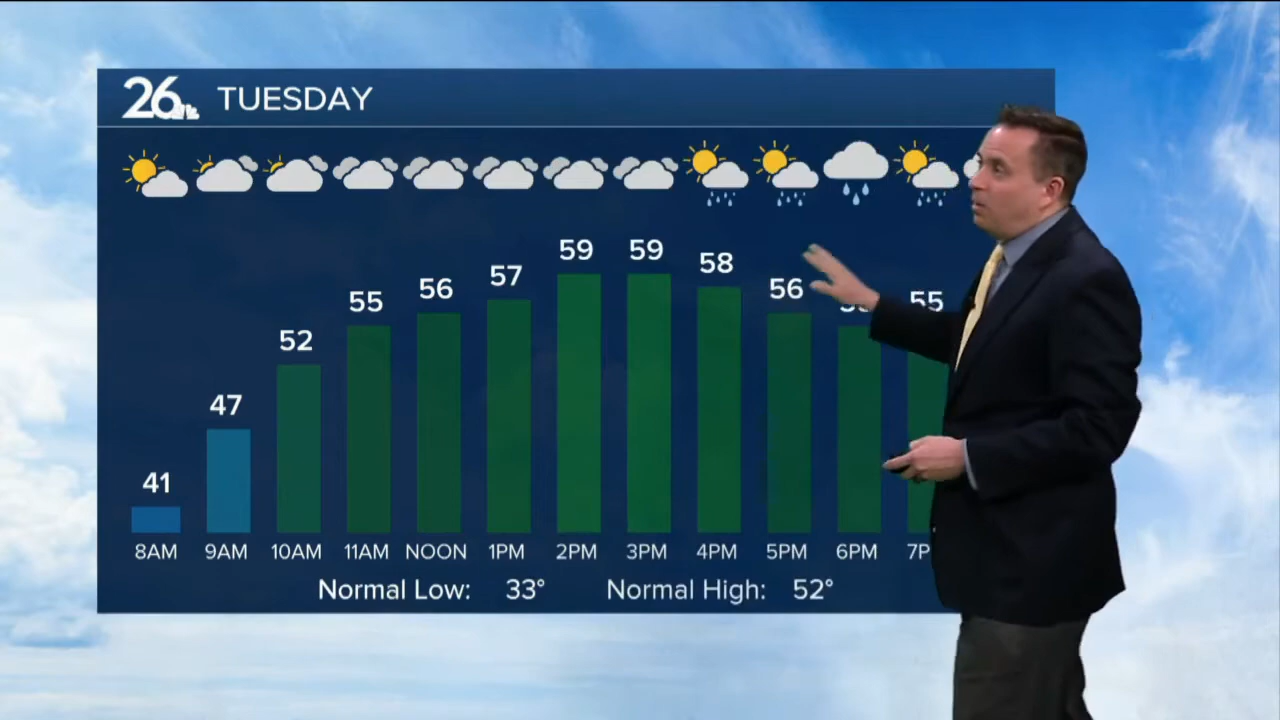 26 TUESDAY
59 59
58
57
56 56
55 55
52
47
41
8AM 9AM 10AM 11AM NOON 1PM 2PM 3PM 4PM 5PM 6PM
Normal Low: 33° Normal High: 52°